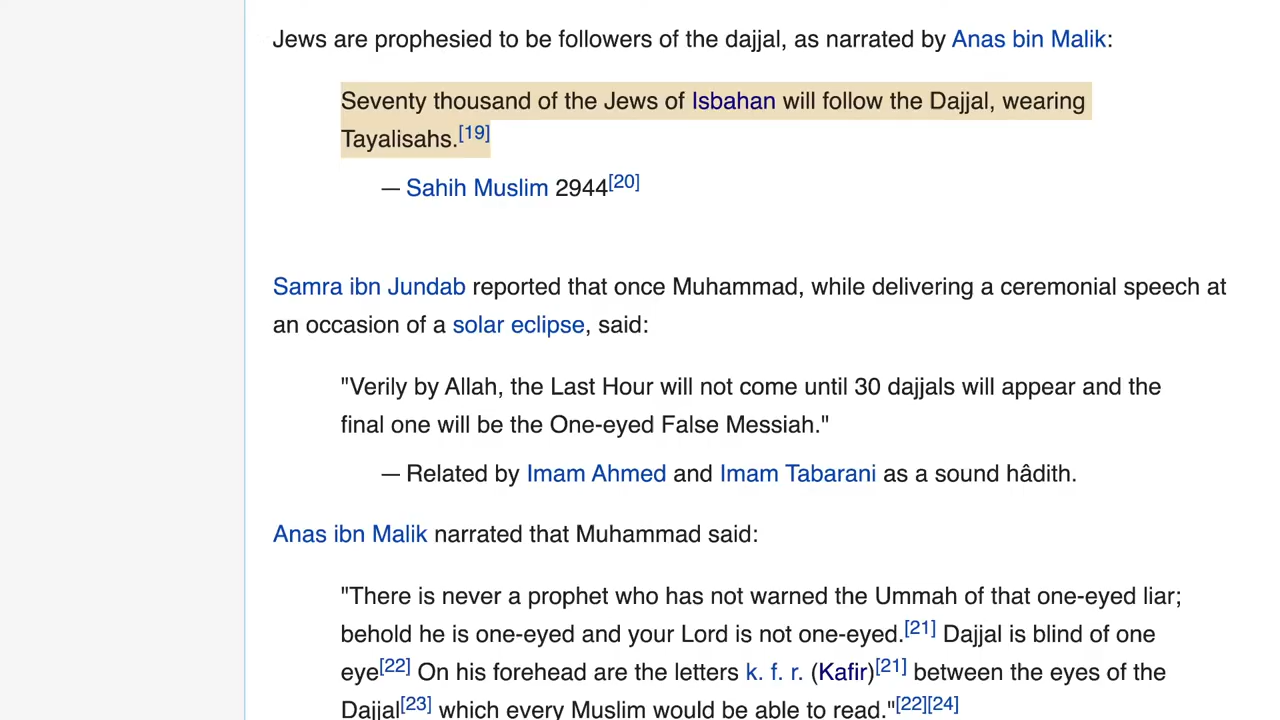 Jews are prophesied to be followers of the dajjal, as narrated by Anas bin Malik:
Seventy thousand of the Jews of Isbahan will follow the Dajjal, wearing
Tayalisahs.[19]
— Sahih Muslim 2944[20]
Samra ibn Jundab reported that once Muhammad, while delivering a ceremonial speech at
an occasion of a solar eclipse, said:
"Verily by Allah, the Last Hour will not come until 30 dajjals will appear and the
final one will be the One-eyed False Messiah."
— Related by Imam Ahmed and Imam Tabarani as a sound hâdith.
Anas ibn Malik narrated that Muhammad said:
"There is never a prophet who has not warned the Ummah of that one-eyed liar;
behold he is one-eyed and your Lord is not one-eyed.[21] Dajjal is blind of one
eye[22] On his forehead are the letters k. f. r. (Kafir)[21] between the eyes of the
Dajjal[23] which every Muslim would be able to read."[22][24]